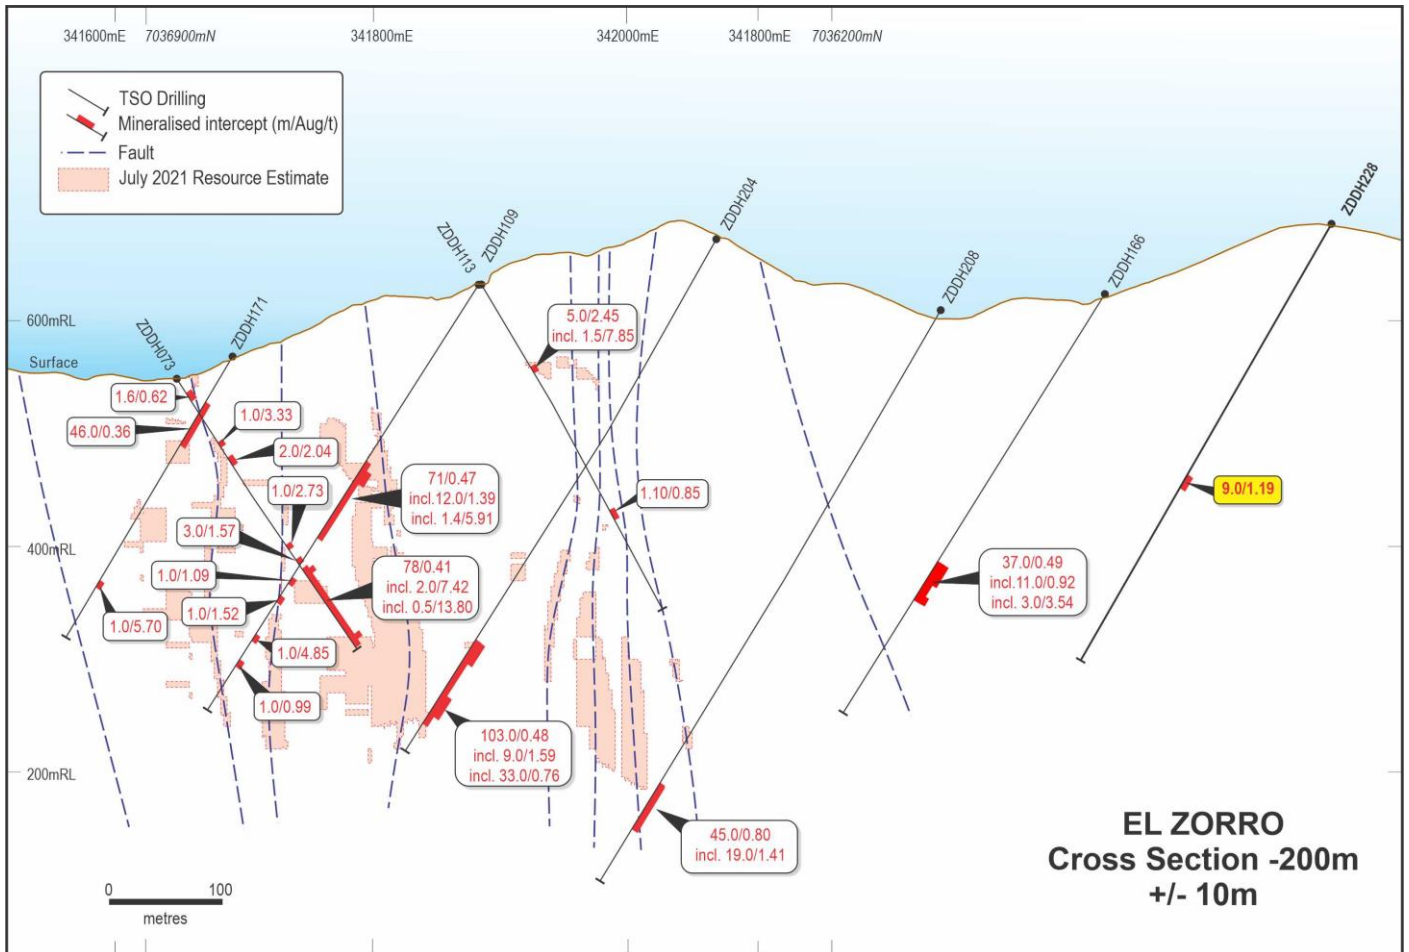 341600mE 7036900mN 341800mE 342000mE 341800mE 7036200mN
TSO Drilling
Mineralised intercept (m/Aug/t)
Fault
July 2021 Resource Estimate
ZDDH073
ZDDH171
ZDDH113
ZDDH109
ZDDH204
ZDDH208
ZDDH166
ZDDH228
600mRL
Surface
400mRL
200mRL
1.6/0.62
46.0/0.36
1.0/3.33
2.0/2.04
1.0/2.73
3.0/1.57
1.0/1.09
1.0/1.52
1.0/5.70
1.0/4.85
1.0/0.99
71/0.47
incl.12.0/1.39
incl. 1.4/5.91
78/0.41
incl. 2.0/7.42
incl. 0.5/13.80
5.0/2.45
incl. 1.5/7.85
1.10/0.85
103.0/0.48
incl. 9.0/1.59
incl. 33.0/0.76
45.0/0.80
incl. 19.0/1.41
37.0/0.49
incl.11.0/0.92
incl. 3.0/3.54
9.0/1.19
0 100
metres
EL ZORRO
Cross Section -200m
+/- 10m